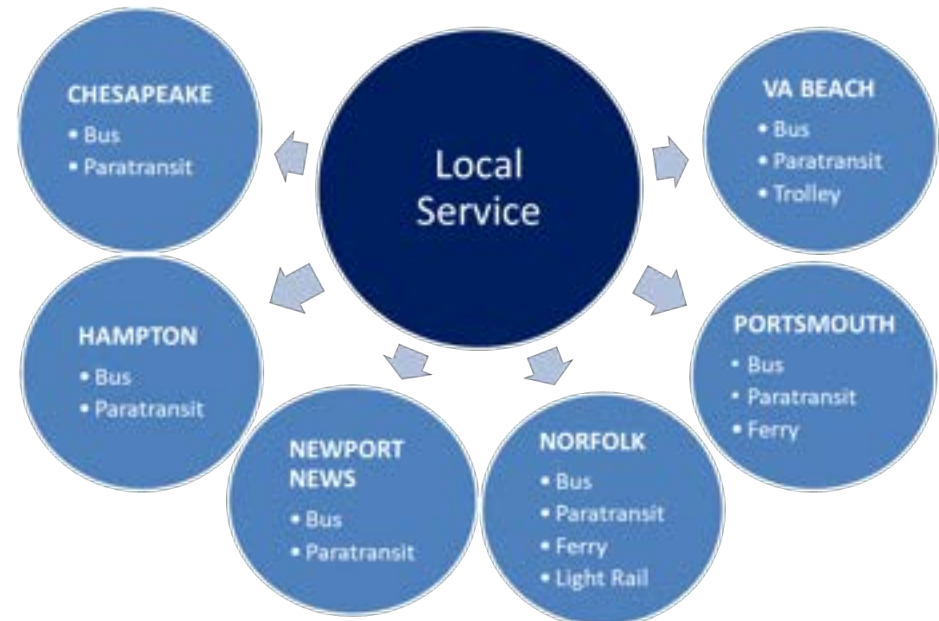 Local
Service
CHESAPEAKE
• Bus
• Paratransit
HAMPTON
• Bus
• Paratransit
NEWPORT
NEWS
• Bus
• Paratransit
NORFOLK
• Bus
• Paratransit
• Ferry
• Light Rail
PORTSMOUTH
• Bus
• Paratransit
• Ferry
VA BEACH
• Bus
• Paratransit
• Trolley